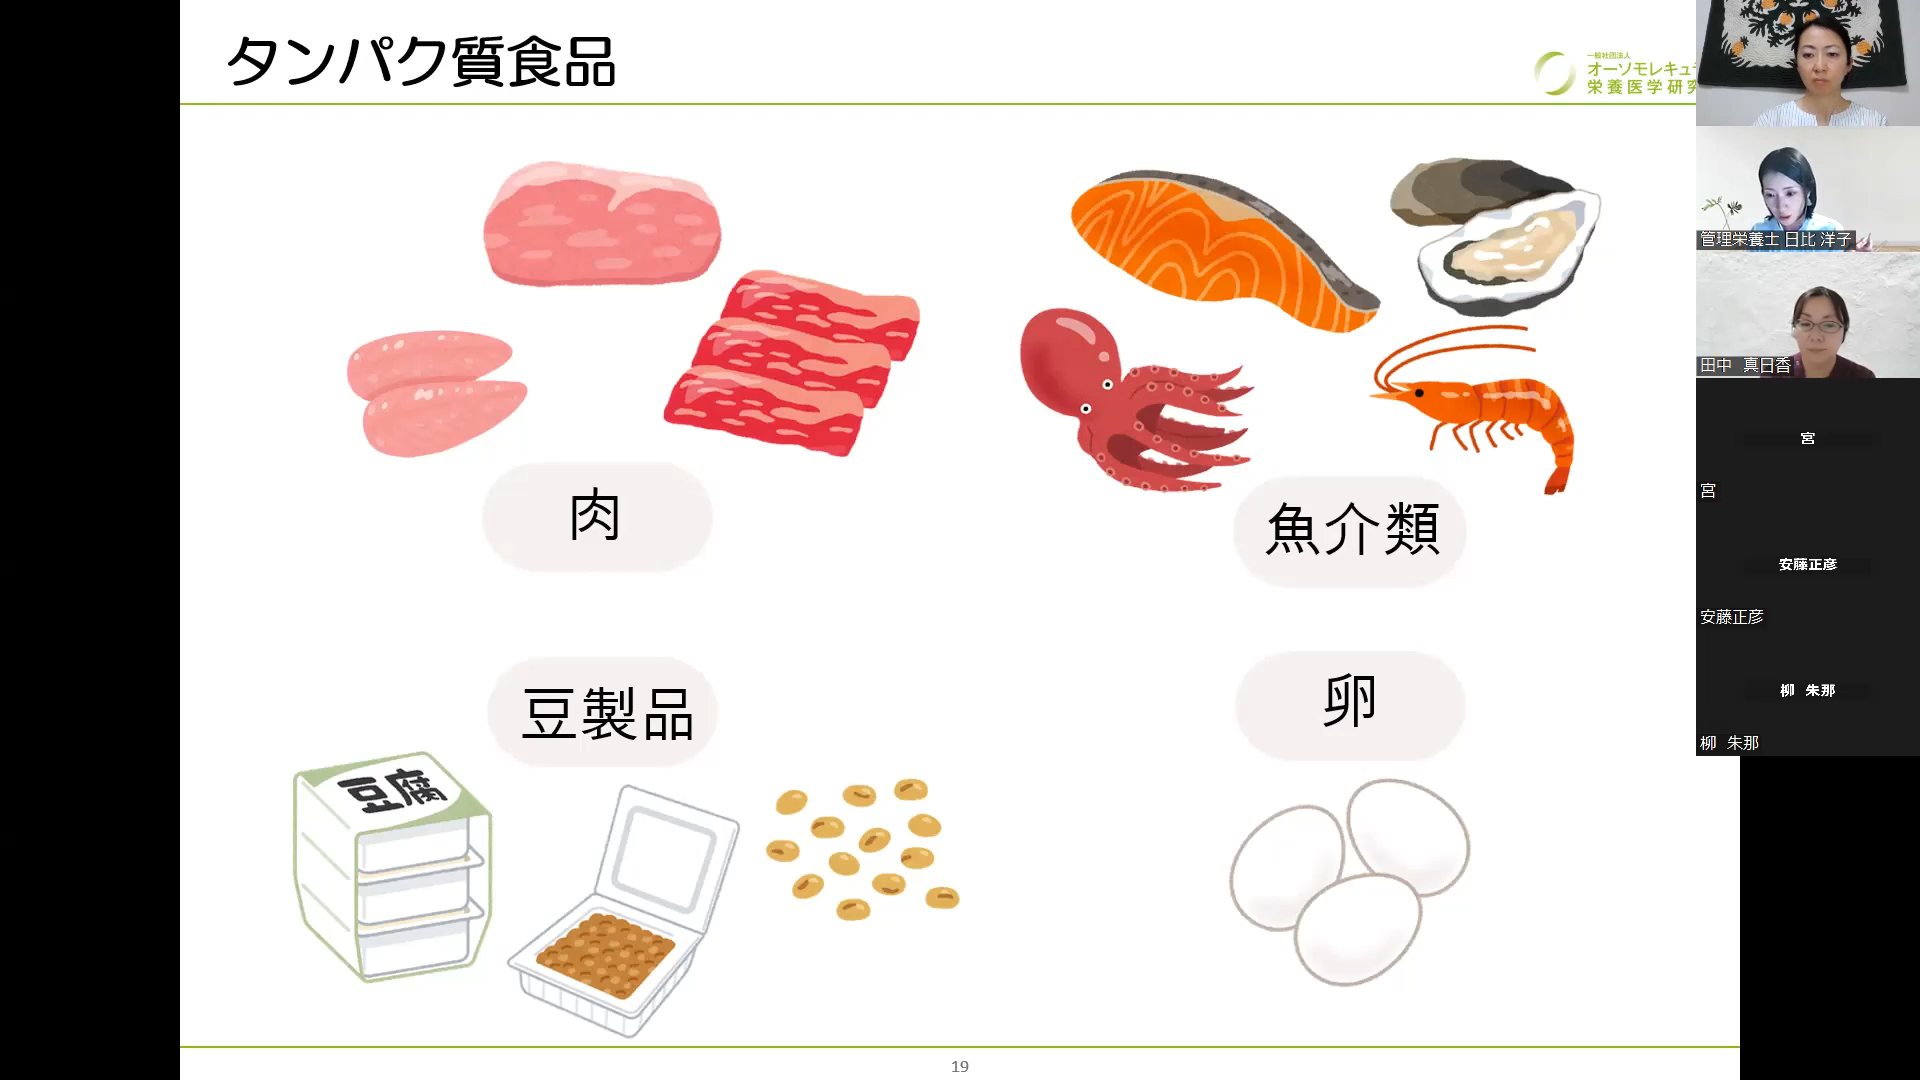 タンパク質食品
一般社団法人
オーソモレキュ
栄養医学研究
肉
魚介類
豆製品
卵
豆腐
19
管理栄養士 日比 洋子
田中 真日香
宮
宮
安藤正彦
安藤正彦
柳 朱那
柳 朱那